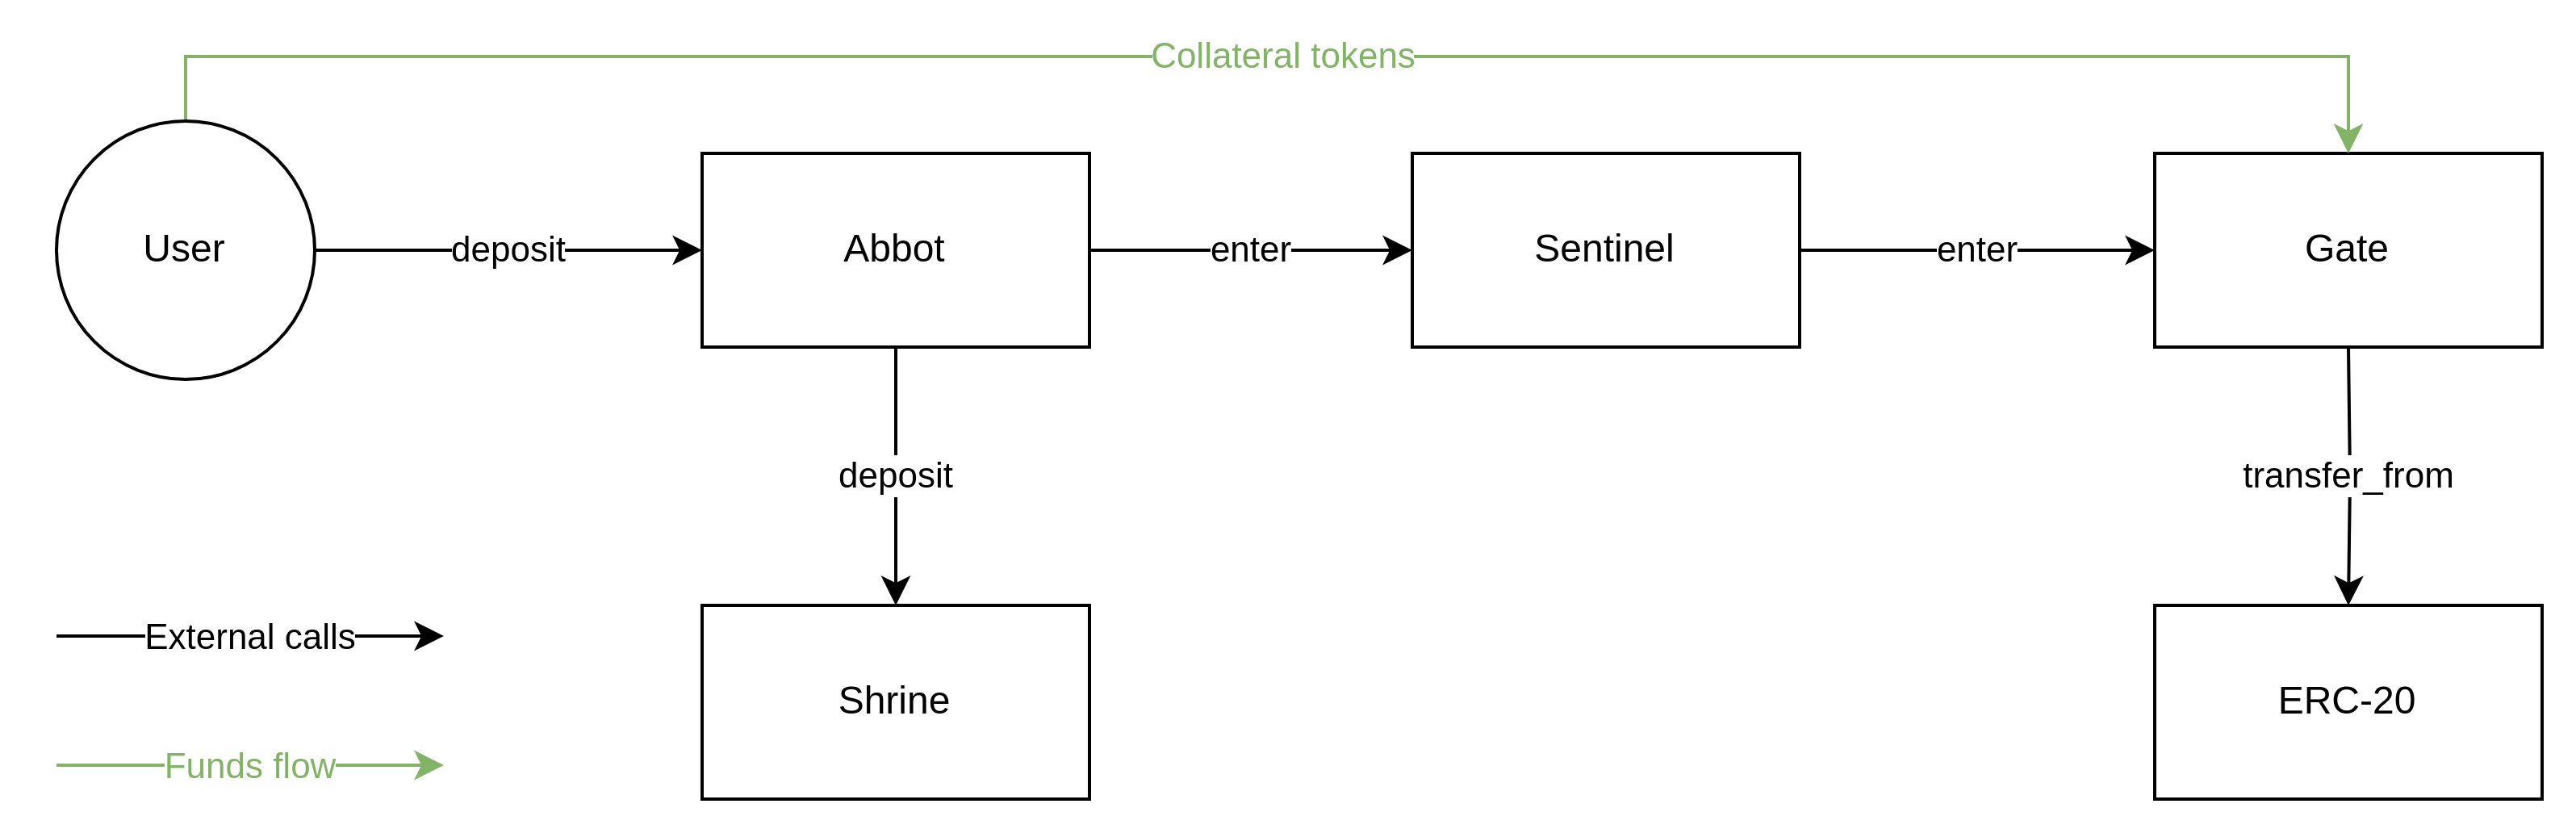 Collateral tokens
User
deposit
Abbot
enter
Sentinel
enter
Gate
deposit
transfer_from
External calls
Shrine
ERC-20
Funds flow